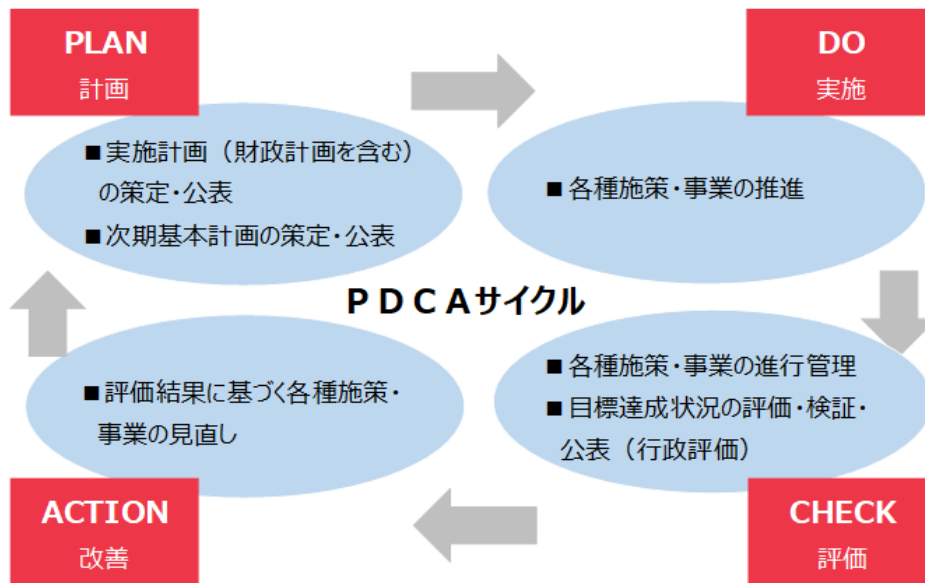 PLAN
計画
■実施計画（財政計画を含む）
の策定・公表
■次期基本計画の策定・公表
DO
実施
■各種施策・事業の推進
ＰＤＣＡサイクル
■評価結果に基づく各種施策・
事業の見直し
ACTION
改善
■各種施策・事業の進行管理
■目標達成状況の評価・検証・
公表（行政評価）
CHECK
評価